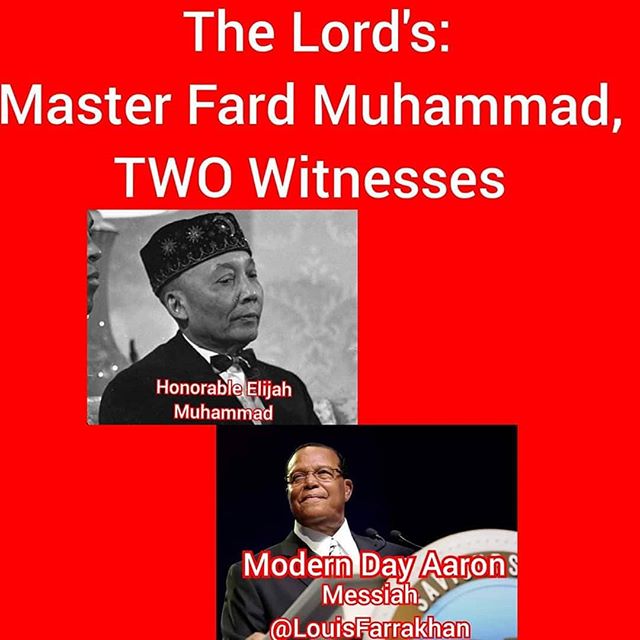 The Lord's:
Master Fard Muhammad,
TWO Witnesses
Honorable Elijah
Muhammad
Modern Day Aaron
Messiah
@LouisFarrakhan